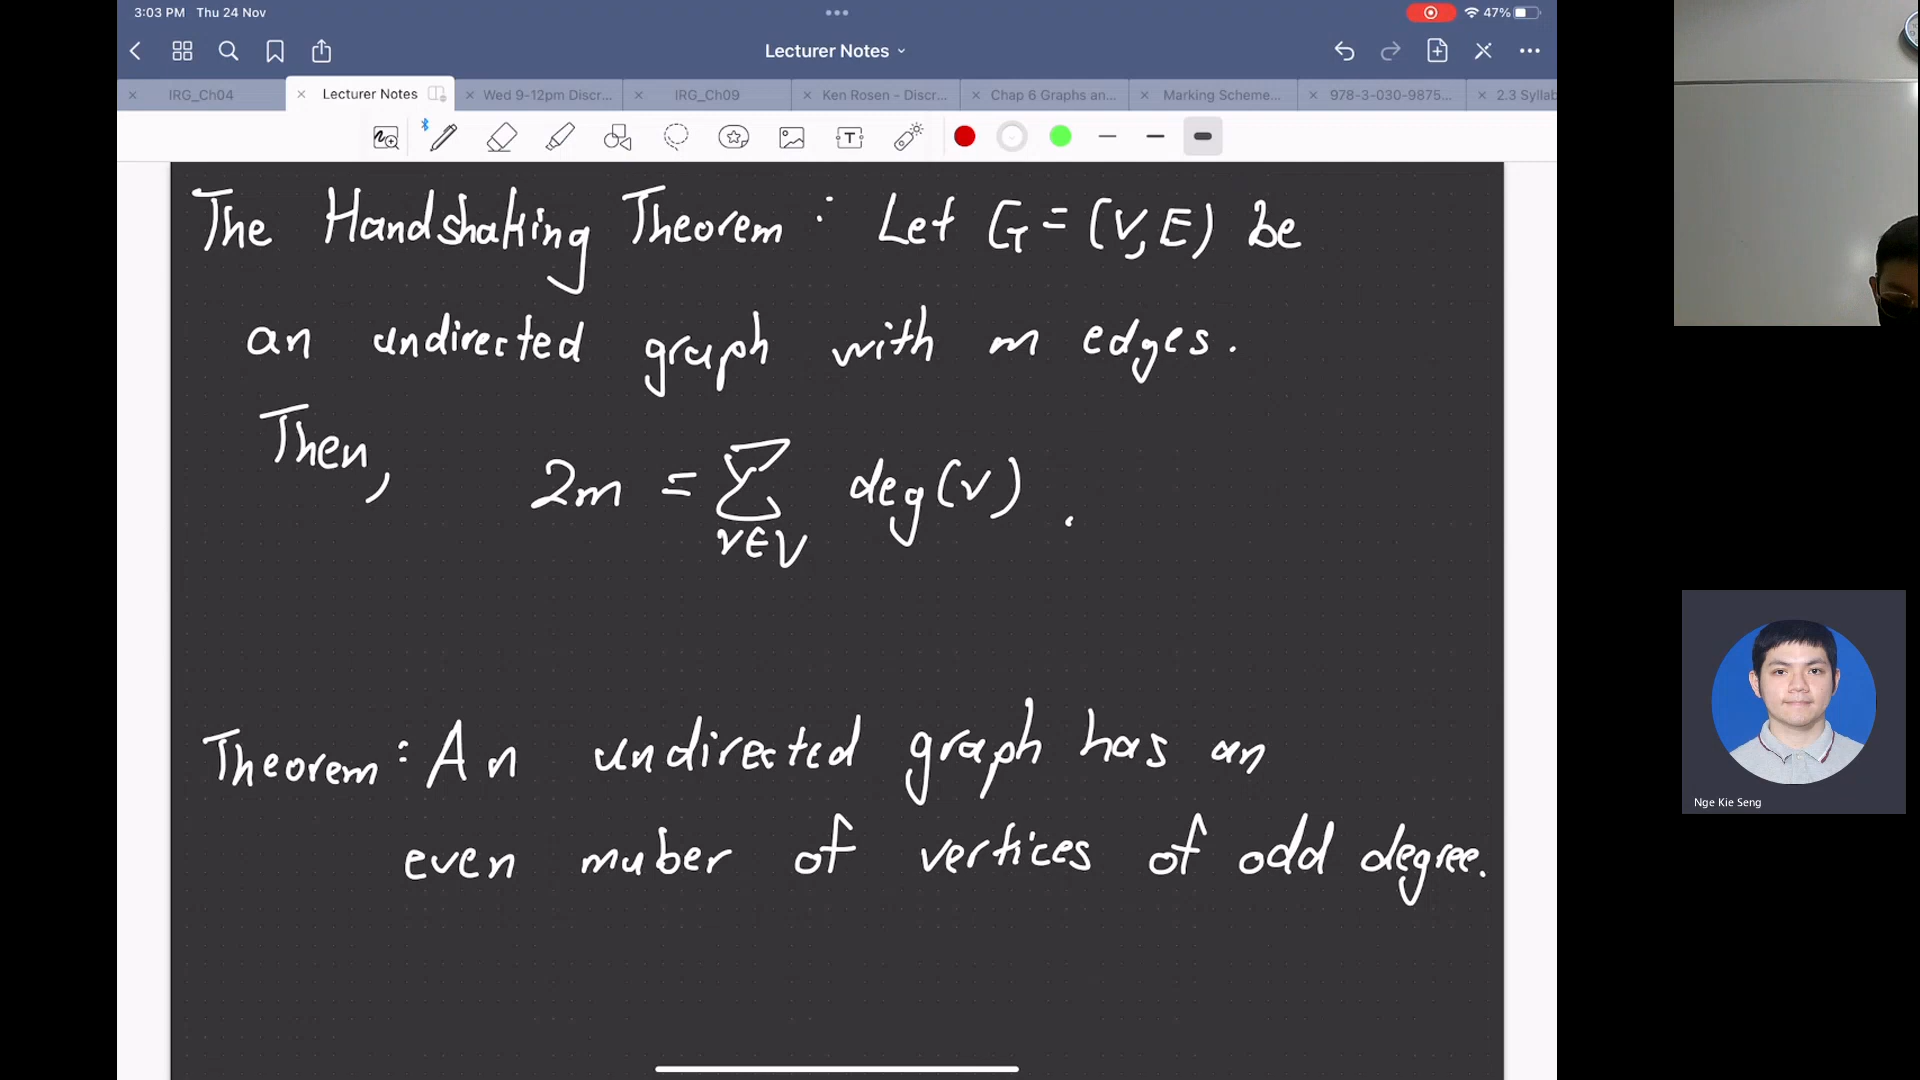 3:03 PM Thu 24 Nov
47%
Lecturer Notes
IRG_Ch04
Lecturer Notes
Wed 9-12pm Discr...
IRG_Ch09
Ken Rosen – Discr...
Chap 6 Graphs an...
Marking Scheme...
978-3-030-9875...
2.3 Syllab
The Handshaking Theorem : Let G = (V, E) be
an undirected graph with m edges.
Then, 2m = ∑ deg(v) .
v∈V
Theorem : An undirected graph has an
even muber of vertices of odd degree.
Nge Kie Seng